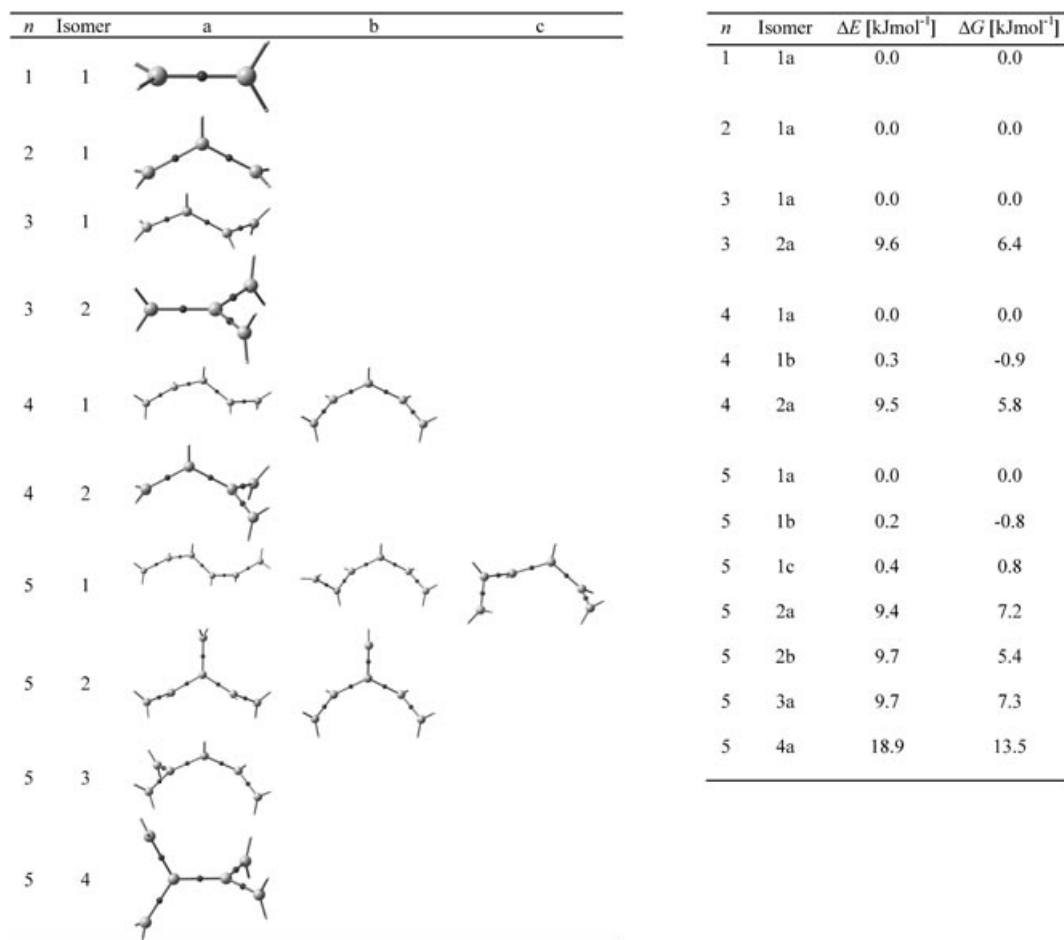 n Isomer a b c
1 1
2 1
3 1
3 2
4 1
4 2
5 1
5 2
5 3
5 4
n Isomer ΔE [kJmol⁻¹] ΔG [kJmol⁻¹]
1 1a 0.0 0.0
2 1a 0.0 0.0
3 1a 0.0 0.0
3 2a 9.6 6.4
4 1a 0.0 0.0
4 1b 0.3 -0.9
4 2a 9.5 5.8
5 1a 0.0 0.0
5 1b 0.2 -0.8
5 1c 0.4 0.8
5 2a 9.4 7.2
5 2b 9.7 5.4
5 3a 9.7 7.3
5 4a 18.9 13.5